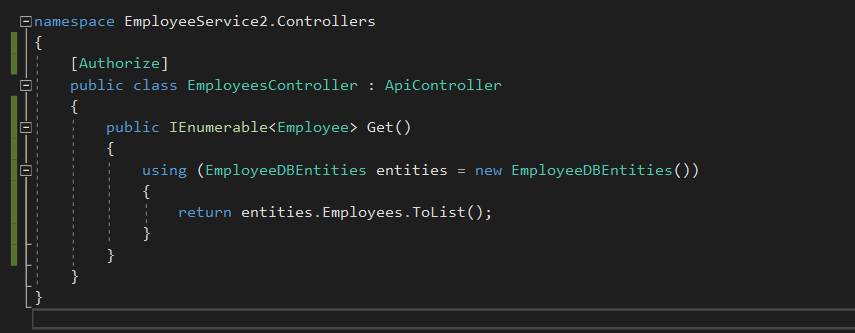 namespace EmployeeService2.Controllers
{
    [Authorize]
    public class EmployeesController : ApiController
    {
        public IEnumerable<Employee> Get()
        {
            using (EmployeeDBEntities entities = new EmployeeDBEntities())
            {
                return entities.Employees.ToList();
            }
        }
    }
}